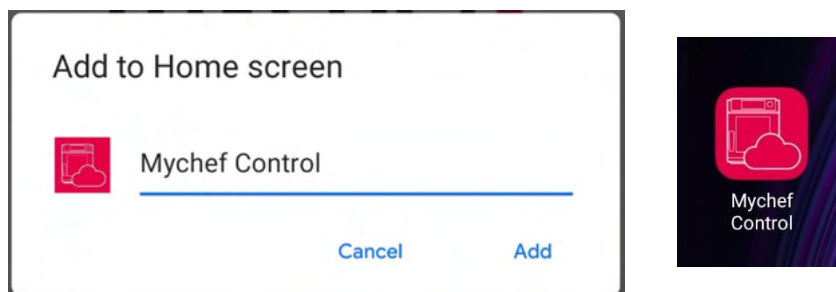 Add to Home screen
Mychef Control
Cancel Add
Mychef
Control